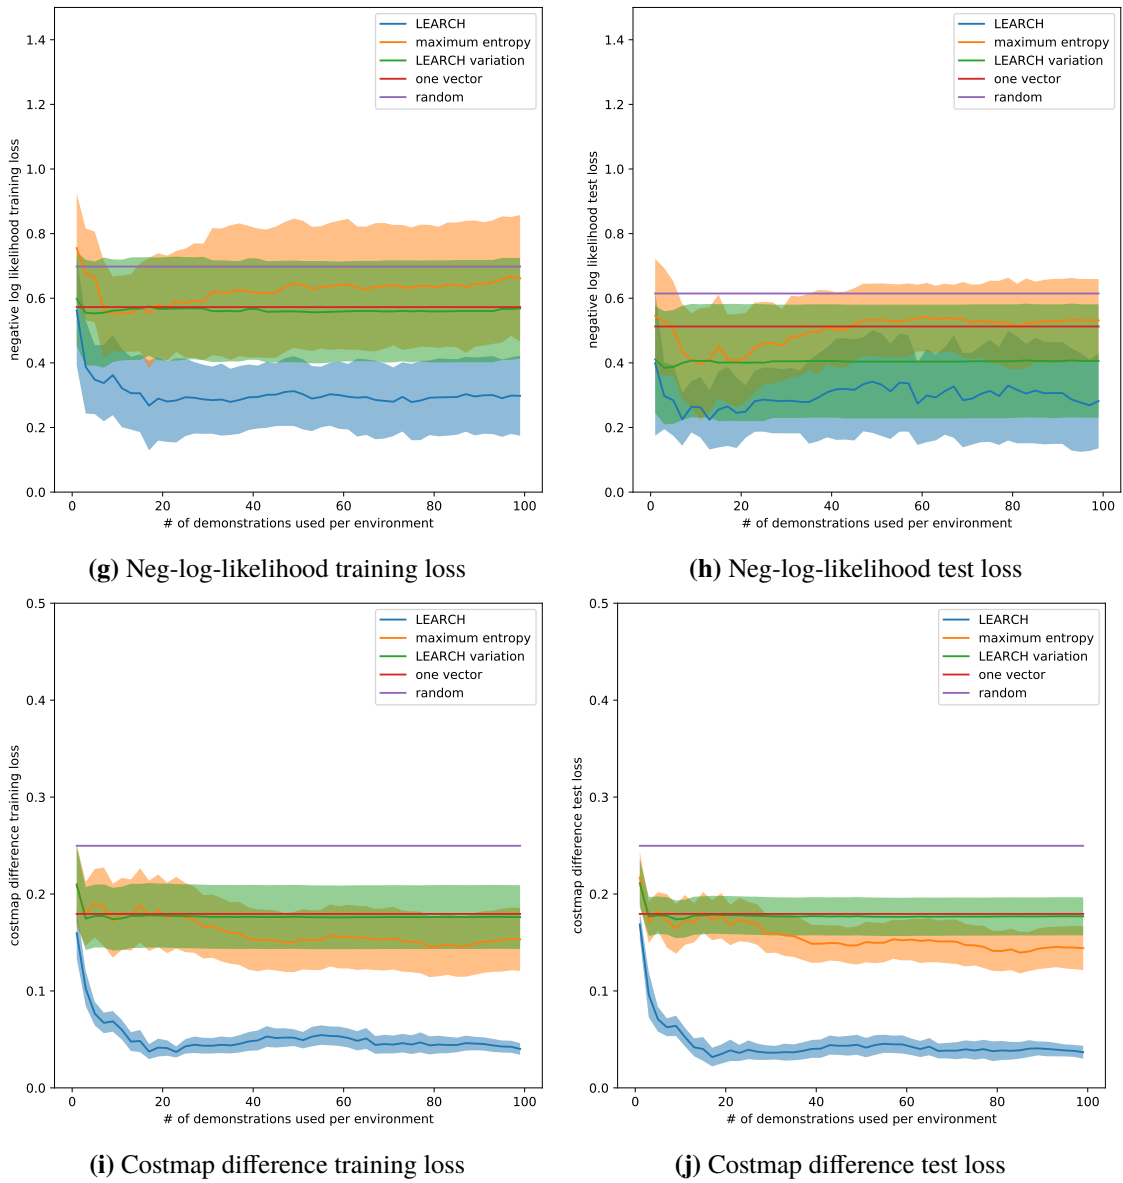 LEARCH
maximum entropy
LEARCH variation
one vector
random
1.4
1.2
1.0
0.8
0.6
0.4
0.2
0.0
negative log likelihood training loss
0 20 40 60 80 100
# of demonstrations used per environment
(g) Neg-log-likelihood training loss
LEARCH
maximum entropy
LEARCH variation
one vector
random
1.4
1.2
1.0
0.8
0.6
0.4
0.2
0.0
negative log likelihood test loss
0 20 40 60 80 100
# of demonstrations used per environment
(h) Neg-log-likelihood test loss
LEARCH
maximum entropy
LEARCH variation
one vector
random
0.5
0.4
0.3
0.2
0.1
0.0
costmap difference training loss
0 20 40 60 80 100
# of demonstrations used per environment
(i) Costmap difference training loss
LEARCH
maximum entropy
LEARCH variation
one vector
random
0.5
0.4
0.3
0.2
0.1
0.0
costmap difference test loss
0 20 40 60 80 100
# of demonstrations used per environment
(j) Costmap difference test loss